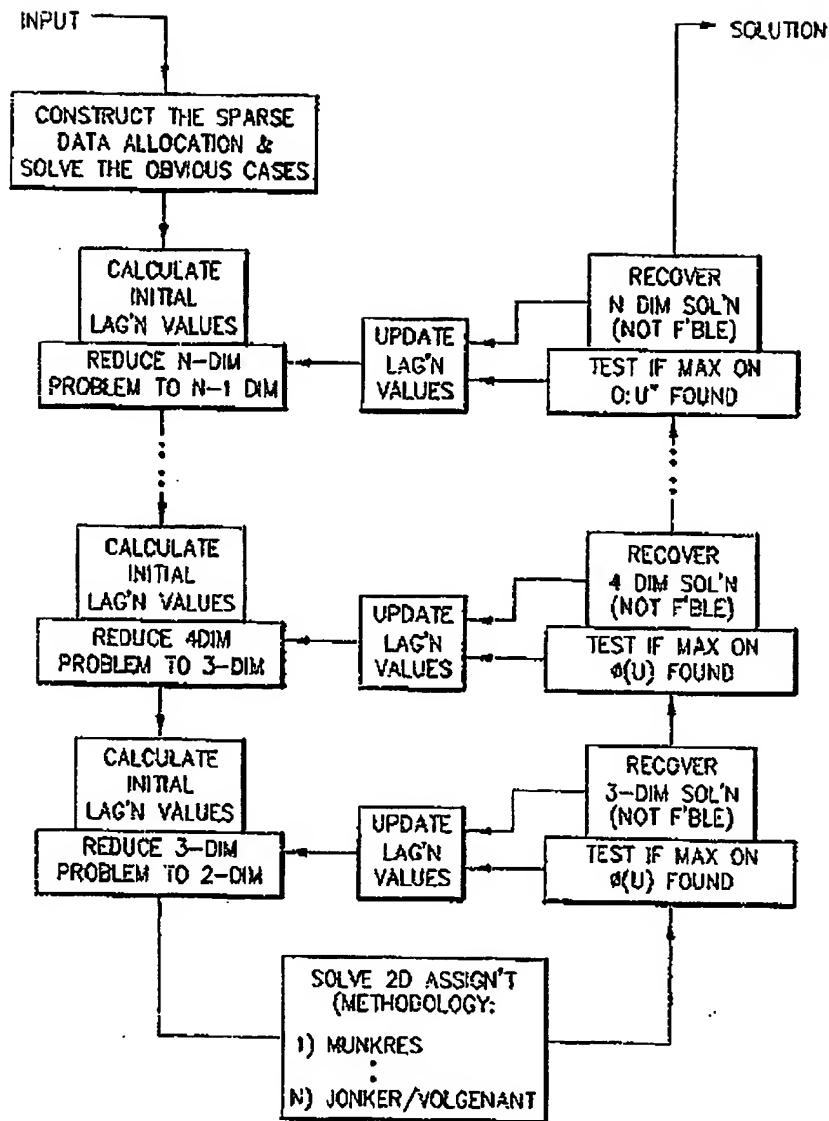 INPUT
SOLUTION
CONSTRUCT THE SPARSE
DATA ALLOCATION &
SOLVE THE OBVIOUS CASES
CALCULATE
INITIAL
LAG'N VALUES
REDUCE N-DIM
PROBLEM TO N-1 DIM
UPDATE
LAG'N
VALUES
RECOVER
N DIM SOL'N
(NOT F'BLE)
TEST IF MAX ON
O:U" FOUND
CALCULATE
INITIAL
LAG'N VALUES
REDUCE 4DIM
PROBLEM TO 3-DIM
UPDATE
LAG'N
VALUES
RECOVER
4 DIM SOL'N
(NOT F'BLE)
TEST IF MAX ON
ø(U) FOUND
CALCULATE
INITIAL
LAG'N VALUES
REDUCE 3-DIM
PROBLEM TO 2-DIM
UPDATE
LAG'N
VALUES
RECOVER
3-DIM SOL'N
(NOT F'BLE)
TEST IF MAX ON
ø(U) FOUND
SOLVE 2D ASSIGN'T
(METHODOLOGY:
1) MUNKRES
N) JONKER/VOLGENANT